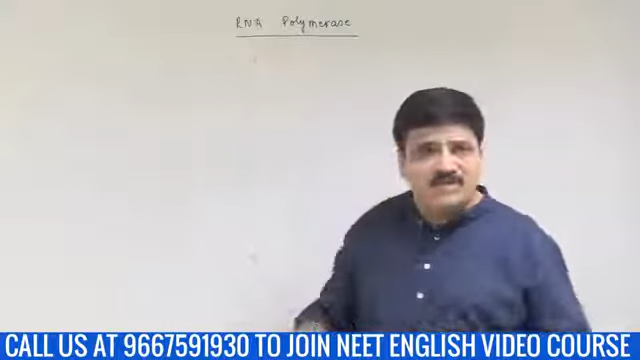 RNA Polymerase
CALL US AT 9667591930 TO JOIN NEET ENGLISH VIDEO COURSE